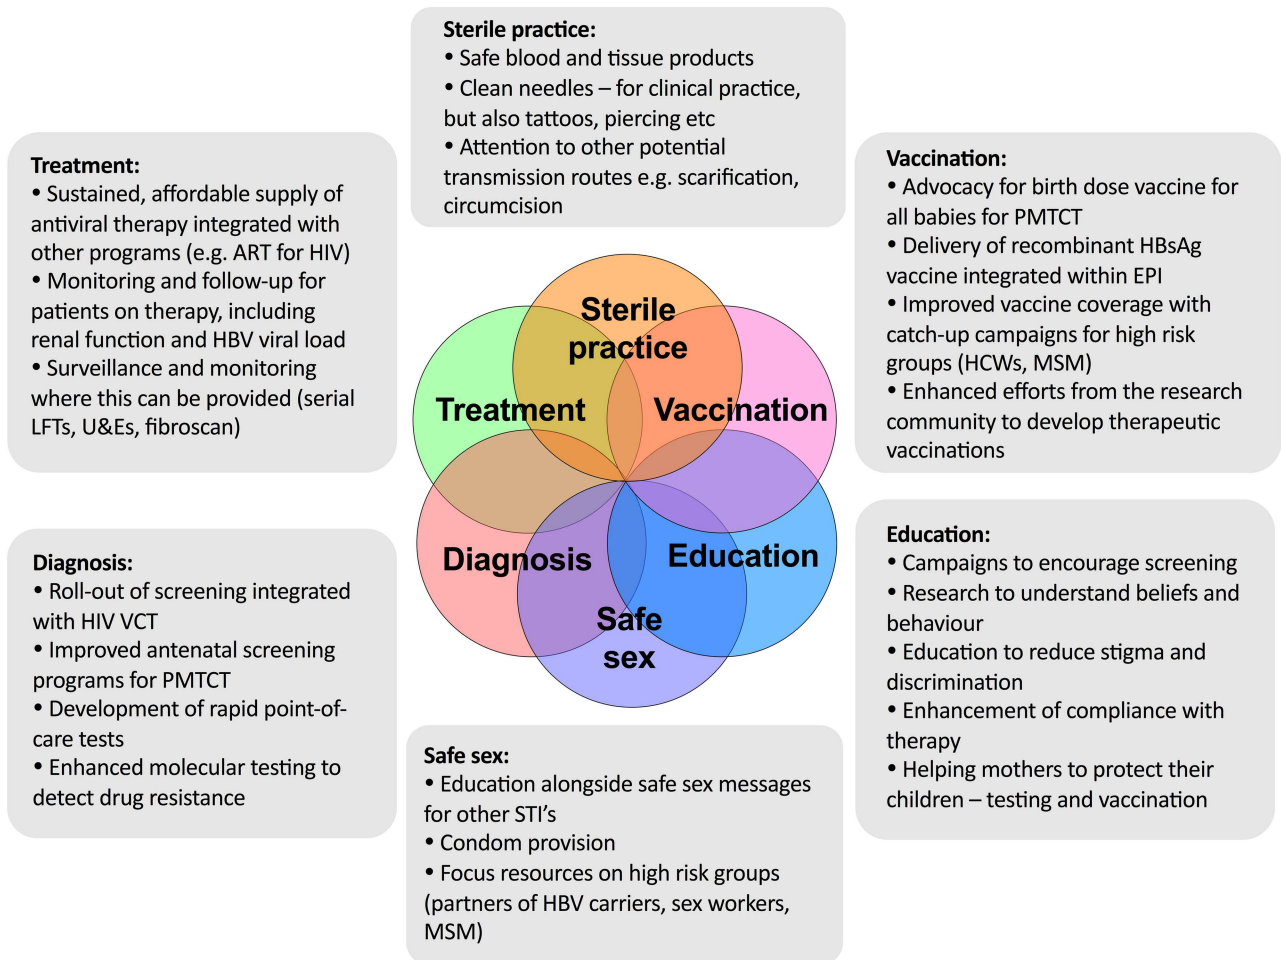 Sterile practice:
• Safe blood and tissue products
• Clean needles – for clinical practice,
but also tattoos, piercing etc
• Attention to other potential
transmission routes e.g. scarification,
circumcision
Treatment:
• Sustained, affordable supply of
antiviral therapy integrated with
other programs (e.g. ART for HIV)
• Monitoring and follow-up for
patients on therapy, including
renal function and HBV viral load
• Surveillance and monitoring
where this can be provided (serial
LFTs, U&Es, fibroscan)
Vaccination:
• Advocacy for birth dose vaccine for
all babies for PMTCT
• Delivery of recombinant HBsAg
vaccine integrated within EPI
• Improved vaccine coverage with
catch-up campaigns for high risk
groups (HCWs, MSM)
• Enhanced efforts from the research
community to develop therapeutic
vaccinations
Sterile
practice
Treatment
Vaccination
Diagnosis
Education
Safe
sex
Diagnosis:
• Roll-out of screening integrated
with HIV VCT
• Improved antenatal screening
programs for PMTCT
• Development of rapid point-of-
care tests
• Enhanced molecular testing to
detect drug resistance
Education:
• Campaigns to encourage screening
• Research to understand beliefs and
behaviour
• Education to reduce stigma and
discrimination
• Enhancement of compliance with
therapy
• Helping mothers to protect their
children – testing and vaccination
Safe sex:
• Education alongside safe sex messages
for other STI’s
• Condom provision
• Focus resources on high risk groups
(partners of HBV carriers, sex workers,
MSM)